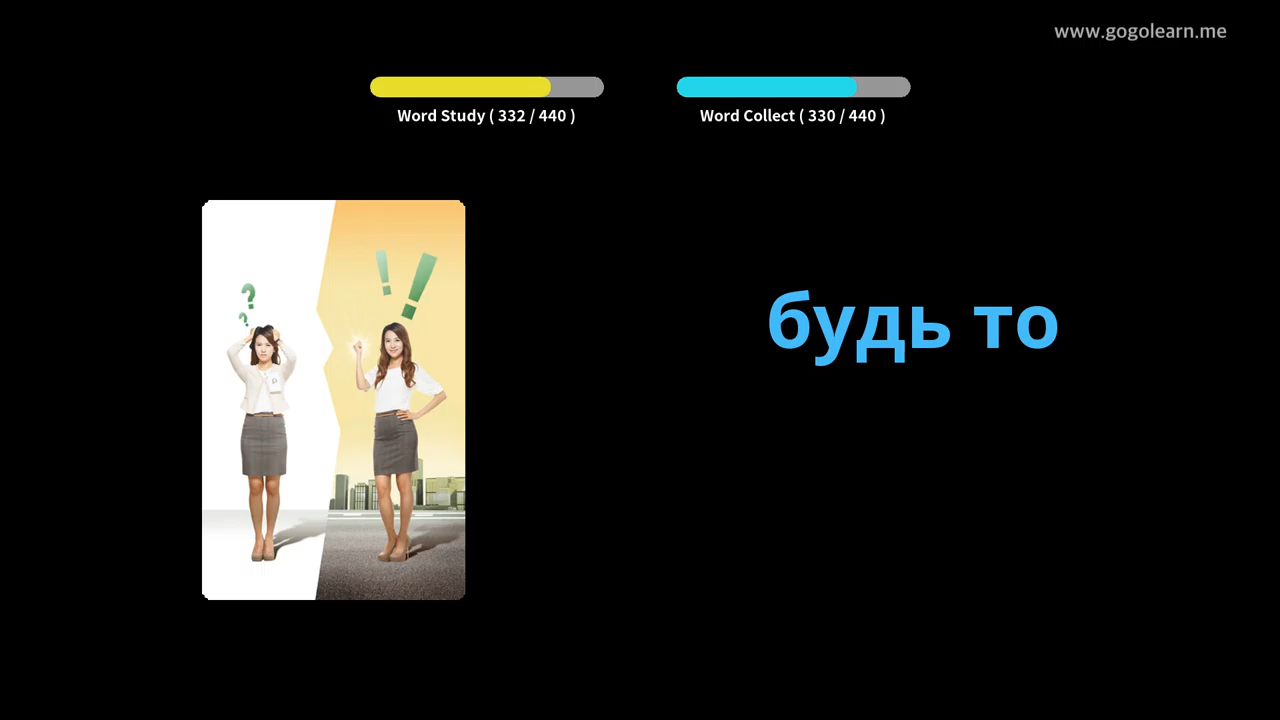 www.gogolearn.me
Word Study ( 332 / 440 )
Word Collect ( 330 / 440 )
? ?
! !
будь то